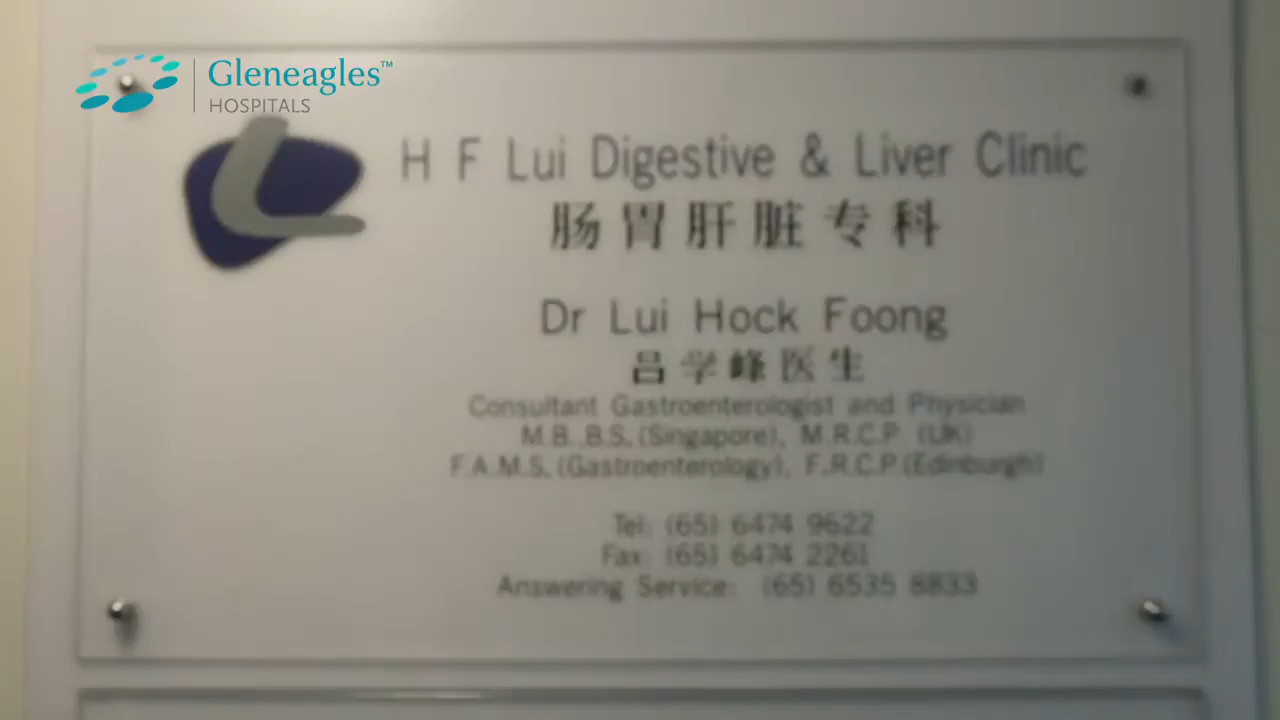 Gleneagles™
HOSPITALS
H F Lui Digestive & Liver Clinic
肠胃肝脏专科
Dr Lui Hock Foong
吕学峰医生
Consultant Gastroenterologist and Physician
M.B.,B.S.(Singapore), M.R.C.P (UK)
F.A.M.S.(Gastroenterology), F.R.C.P.(Edinburgh)
Tel: (65) 6474 9622
Fax: (65) 6474 2261
Answering Service: (65) 6535 8833